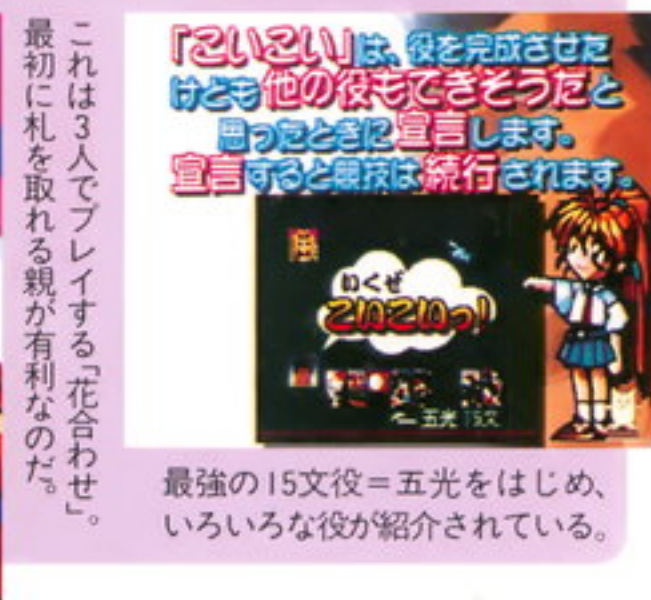 これは3人でプレイする「花合わせ」。
最初に札を取れる親が有利なのだ。
「こいこい」は、役を完成させた
けども他の役もできそうだと
思ったときに宣言します。
宣言すると競技は続行されます。
いくぜ
こいこいっ!
五光 15文
最強の15文役=五光をはじめ、
いろいろな役が紹介されている。